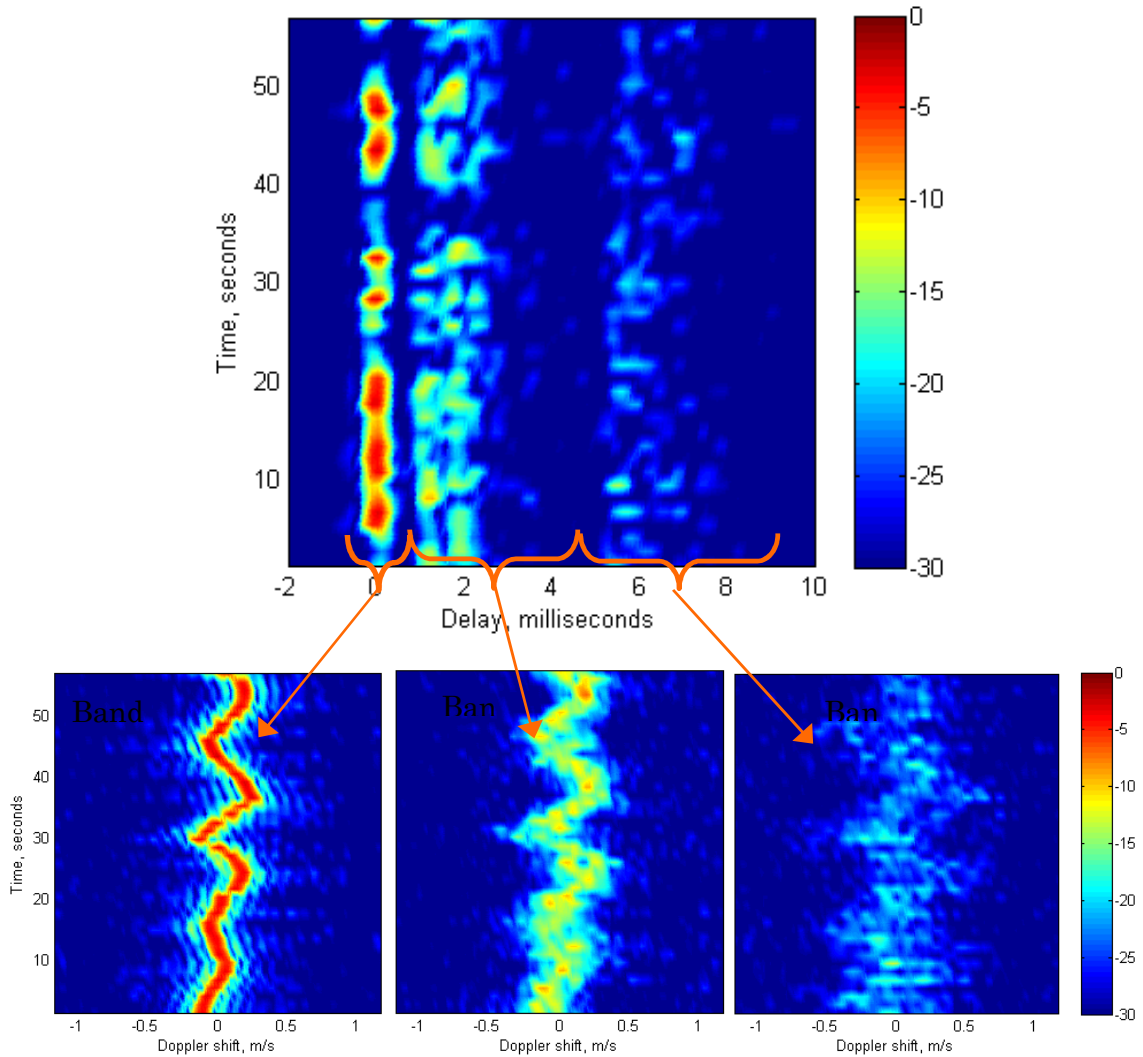 0
-5
-10
-15
-20
-25
-30
50
40
30
20
10
Time, seconds
-2 0 2 4 6 8 10
Delay, milliseconds
Band
Ban
Ban
50
40
30
20
10
Time, seconds
-1 -0.5 0 0.5 1
Doppler shift, m/s
-1 -0.5 0 0.5 1
Doppler shift, m/s
-1 -0.5 0 0.5 1
Doppler shift, m/s
0
-5
-10
-15
-20
-25
-30